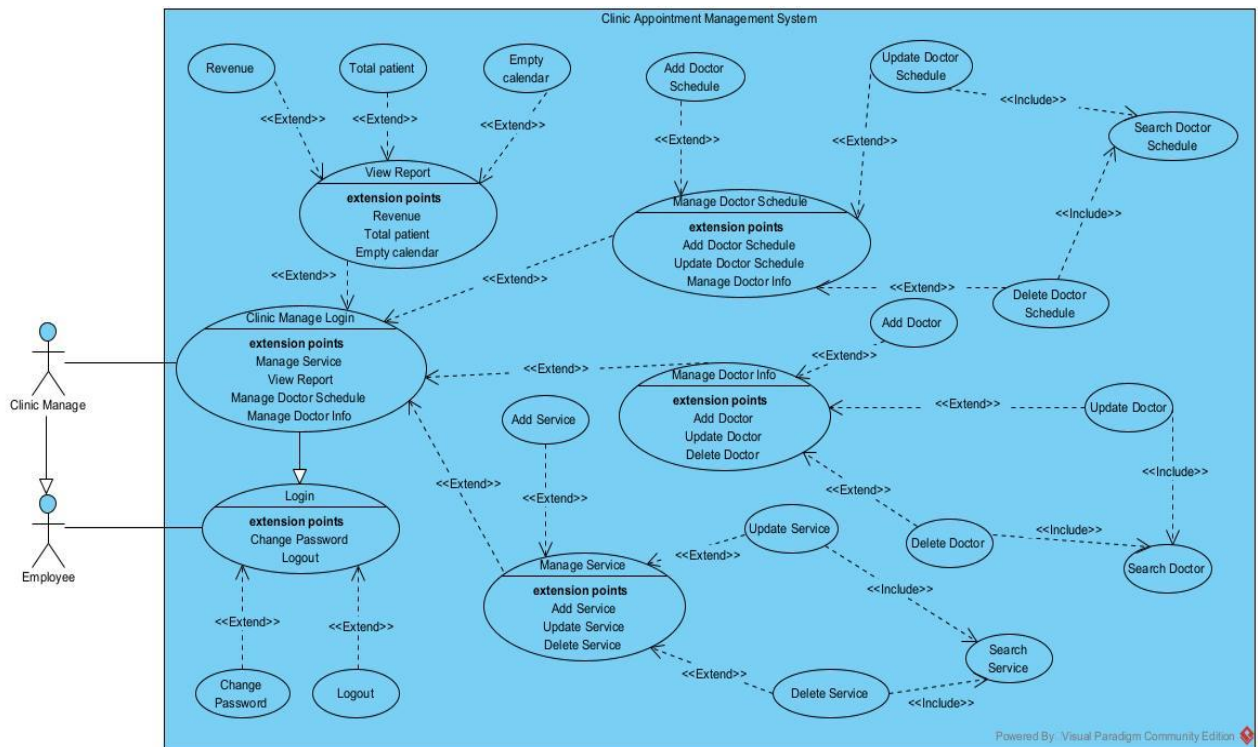 Clinic Appointment Management System
Revenue
Total patient
Empty
calendar
Add Doctor
Schedule
Update Doctor
Schedule
<<Include>>
Search Doctor
Schedule
<<Extend>>
<<Extend>>
<<Extend>>
<<Extend>>
<<Extend>>
View Report
extension points
Revenue
Total patient
Empty calendar
Manage Doctor Schedule
extension points
Add Doctor Schedule
Update Doctor Schedule
Manage Doctor Info
<<Include>>
<<Extend>>
<<Extend>>
<<Extend>>
Delete Doctor
Schedule
Clinic Manage Login
extension points
Manage Service
View Report
Manage Doctor Schedule
Manage Doctor Info
Clinic Manage
Add Doctor
<<Extend>>
<<Extend>>
Manage Doctor Info
extension points
Add Doctor
Update Doctor
Delete Doctor
<<Extend>>
Update Doctor
Add Service
<<Extend>>
<<Extend>>
<<Extend>>
<<Include>>
Login
extension points
Change Password
Logout
Employee
Update Service
<<Extend>>
Delete Doctor
<<Include>>
Search Doctor
Manage Service
extension points
Add Service
Update Service
Delete Service
<<Include>>
<<Extend>>
<<Extend>>
Change
Password
Logout
Search
Service
<<Extend>>
Delete Service
<<Include>>
Powered By Visual Paradigm Community Edition